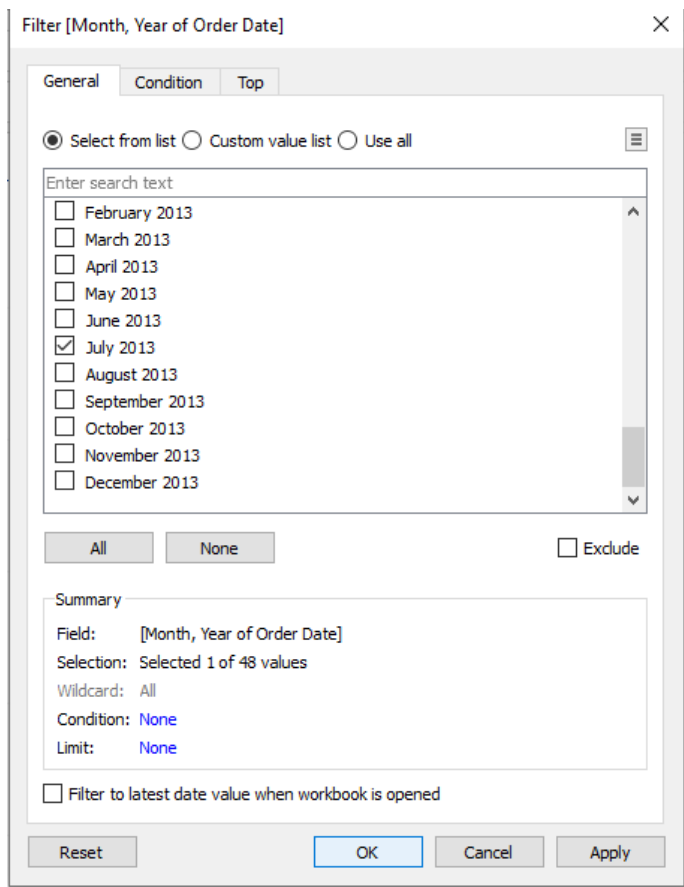 Filter [Month, Year of Order Date]
General Condition Top
Select from list Custom value list Use all
Enter search text
February 2013
March 2013
April 2013
May 2013
June 2013
July 2013
August 2013
September 2013
October 2013
November 2013
December 2013
All None Exclude
Summary
Field: [Month, Year of Order Date]
Selection: Selected 1 of 48 values
Wildcard: All
Condition: None
Limit: None
Filter to latest date value when workbook is opened
Reset OK Cancel Apply